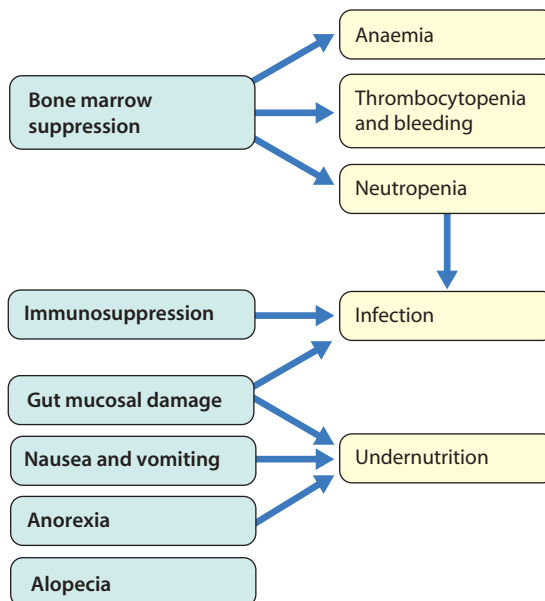 Anaemia
Bone marrow
suppression
Thrombocytopenia
and bleeding
Neutropenia
Immunosuppression
Infection
Gut mucosal damage
Nausea and vomiting
Undernutrition
Anorexia
Alopecia